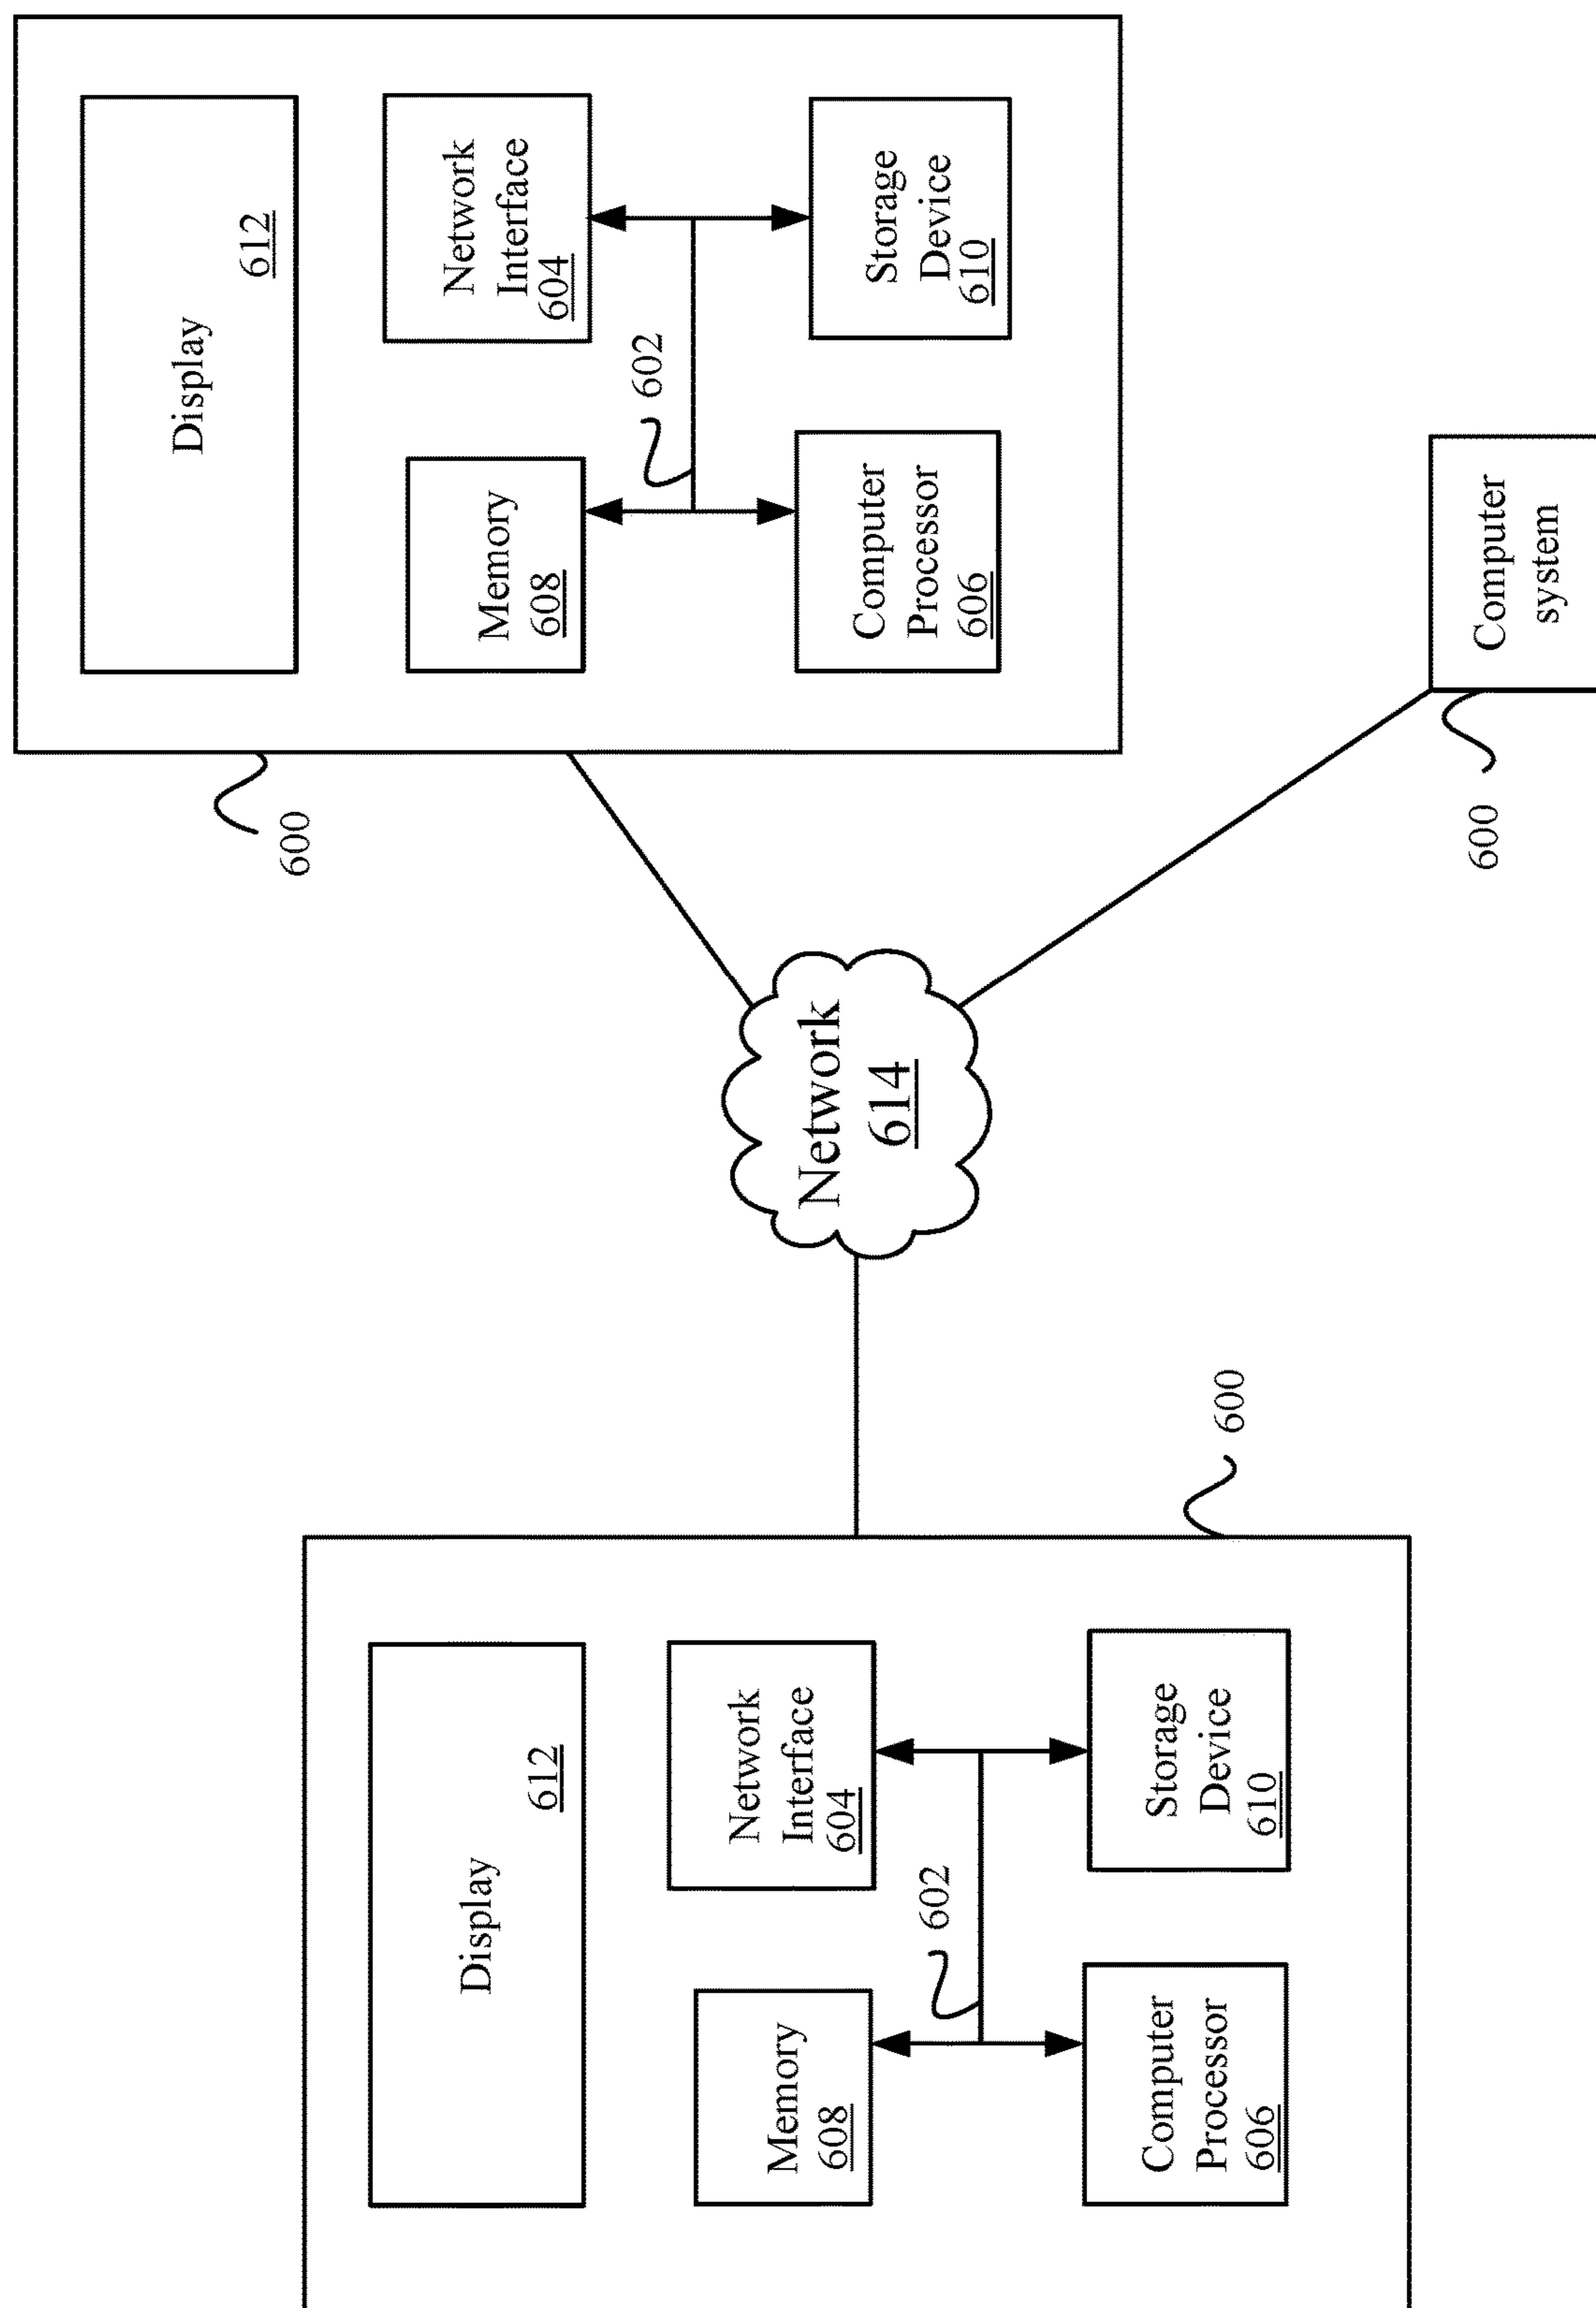 Display
612
Memory
608
Network
Interface
604
602
Computer
Processor
606
Storage
Device
610
600
Network
614
600
Display
612
Memory
608
Network
Interface
604
602
Computer
Processor
606
Storage
Device
610
600
Computer
system